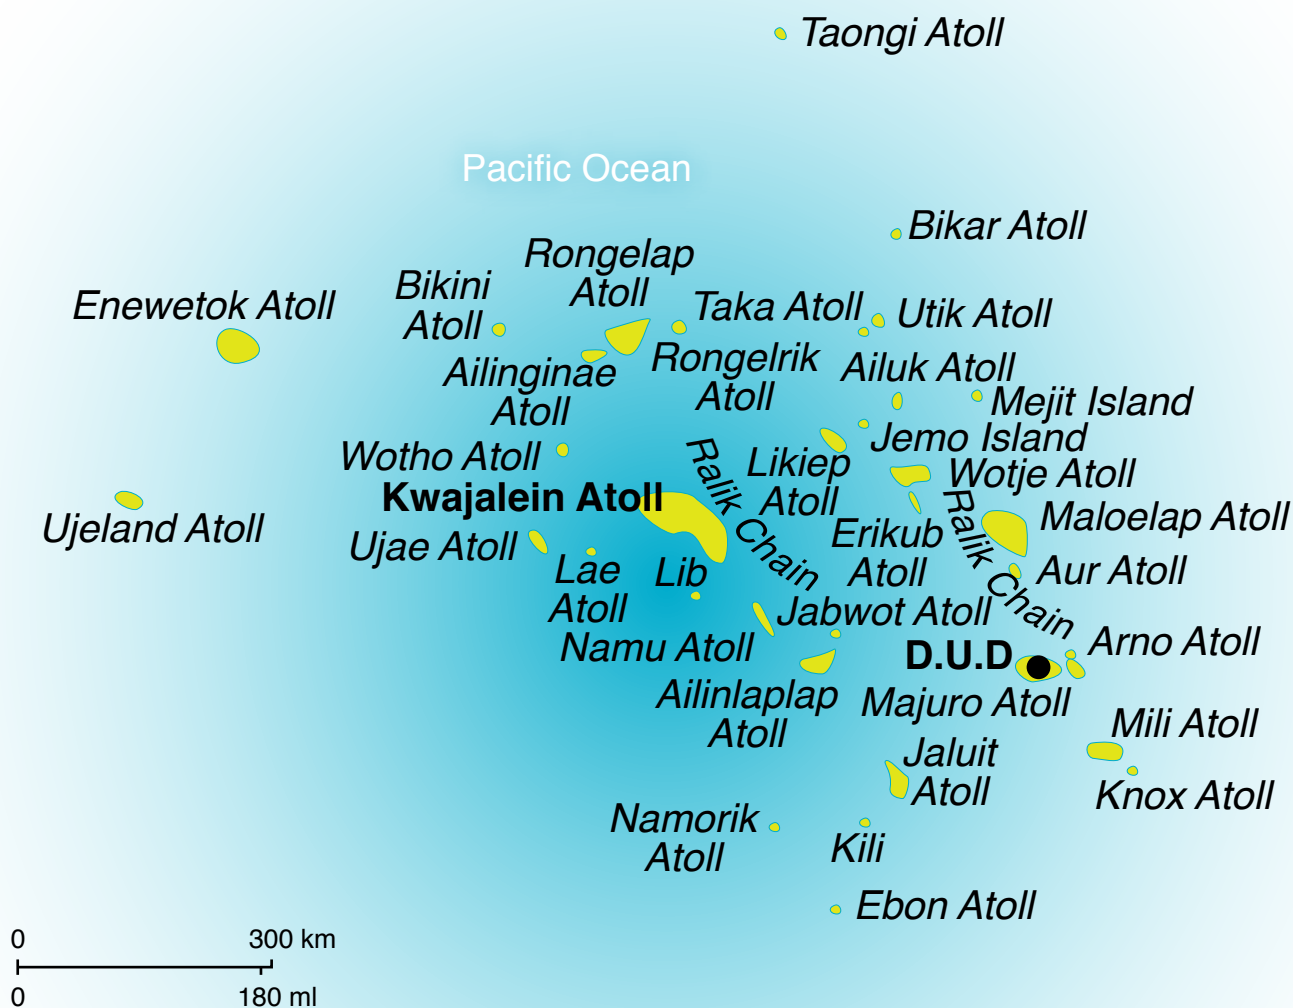 Taongi Atoll
Pacific Ocean
Bikar Atoll
Rongelap
Atoll
Bikini
Atoll
Enewetok Atoll
Taka Atoll
Utik Atoll
Ailinginae
Atoll
Rongelrik
Atoll
Ailuk Atoll
Mejit Island
Jemo Island
Wotho Atoll
Likiep
Atoll
Wotje Atoll
Kwajalein Atoll
Ralik Chain
Ralik Chain
Maloelap Atoll
Ujeland Atoll
Ujae Atoll
Erikub
Atoll
Lae
Atoll
Lib
Aur Atoll
Jabwot Atoll
Namu Atoll
D.U.D
Arno Atoll
Ailinlaplap
Atoll
Majuro Atoll
Mili Atoll
Jaluit
Atoll
Knox Atoll
Namorik
Atoll
Kili
Ebon Atoll
0 300 km
0 180 ml